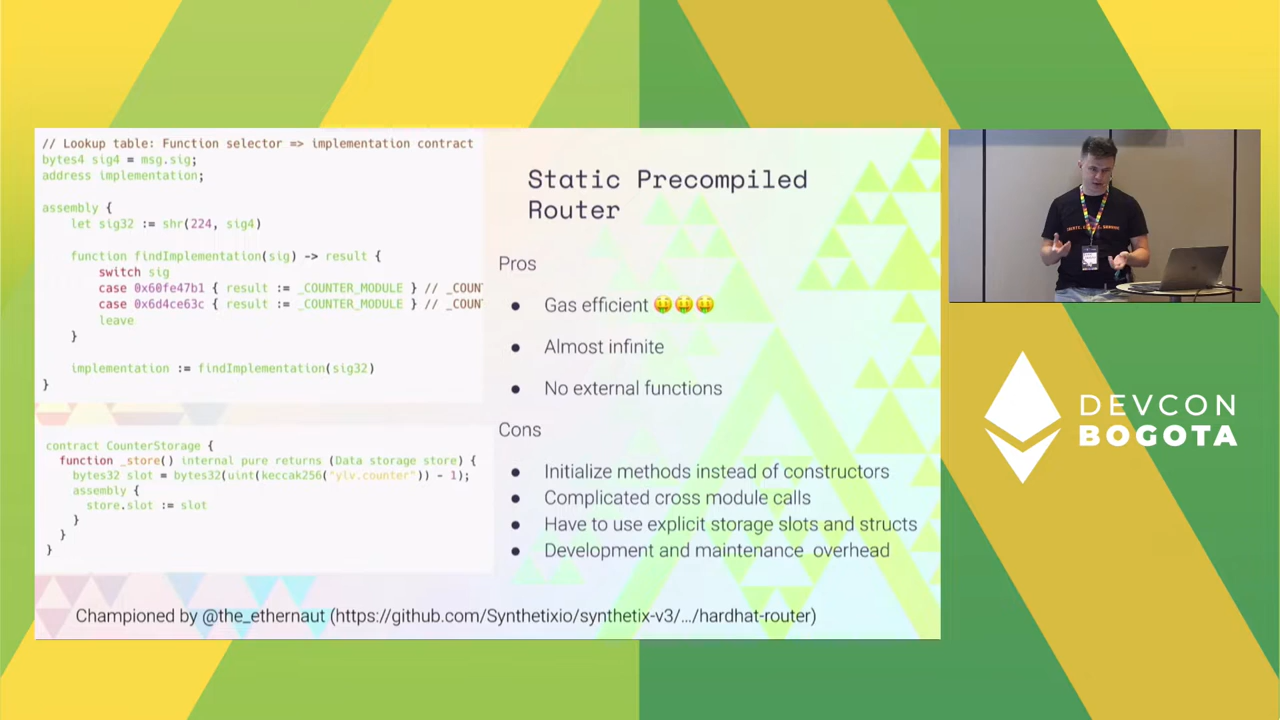 // Lookup table: Function selector => implementation contract
bytes4 sig4 = msg.sig;
address implementation;
assembly {
let sig32 := shr(224, sig4)
function findImplementation(sig) -> result {
switch sig
case 0x60fe47b1 { result := _COUNTER_MODULE } // _COUN
case 0x6d4ce63c { result := _COUNTER_MODULE } // _COUN
leave
}
implementation := findImplementation(sig32)
}
contract CounterStorage {
function _store() internal pure returns (Data storage store) {
bytes32 slot = bytes32(uint(keccak256("ylv.counter")) - 1);
assembly {
store.slot := slot
}
}
}
Static Precompiled
Router
Pros
● Gas efficient 🤑🤑🤑
● Almost infinite
● No external functions
Cons
● Initialize methods instead of constructors
● Complicated cross module calls
● Have to use explicit storage slots and structs
● Development and maintenance overhead
Championed by @the_ethernaut (https://github.com/Synthetixio/synthetix-v3/.../hardhat-router)
DEVCON
BOGOTA